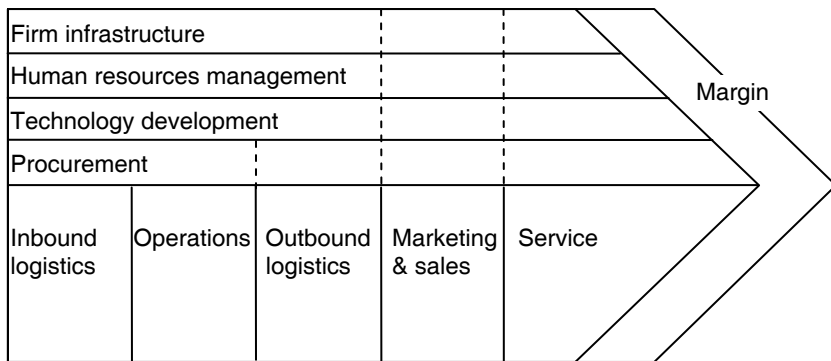 Firm infrastructure
Human resources management
Margin
Technology development
Procurement
Inbound
logistics
Operations
Outbound
logistics
Marketing
& sales
Service